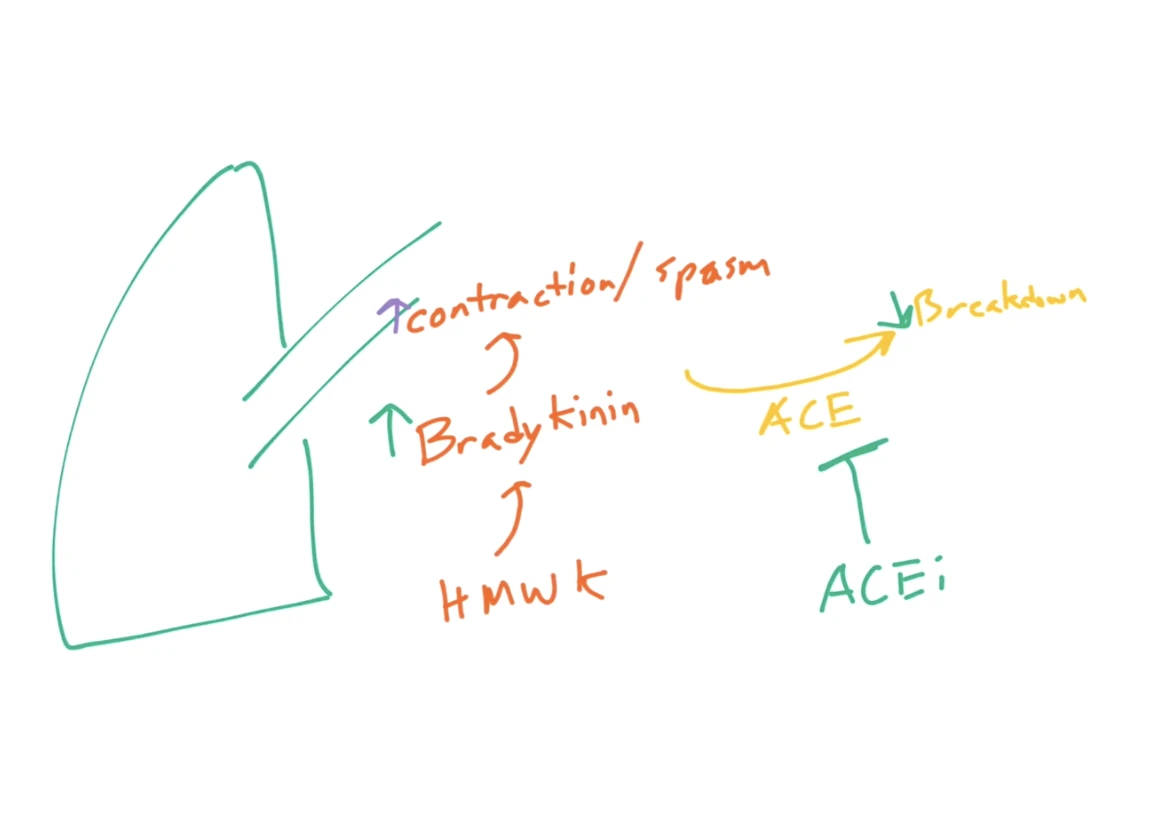 ↑ contraction/ spasm
↓ Breakdown
↑ Bradykinin
ACE
HMWK
ACEi